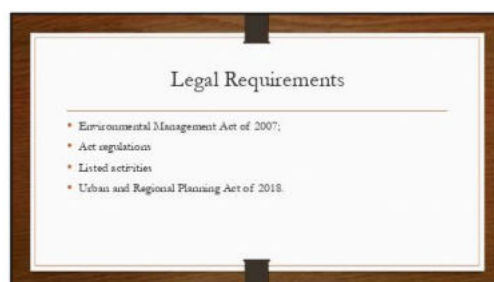 Legal Requirements
• Environmental Management Act of 2007;
• Act regulations
• Listed activities
• Urban and Regional Planning Act of 2018.